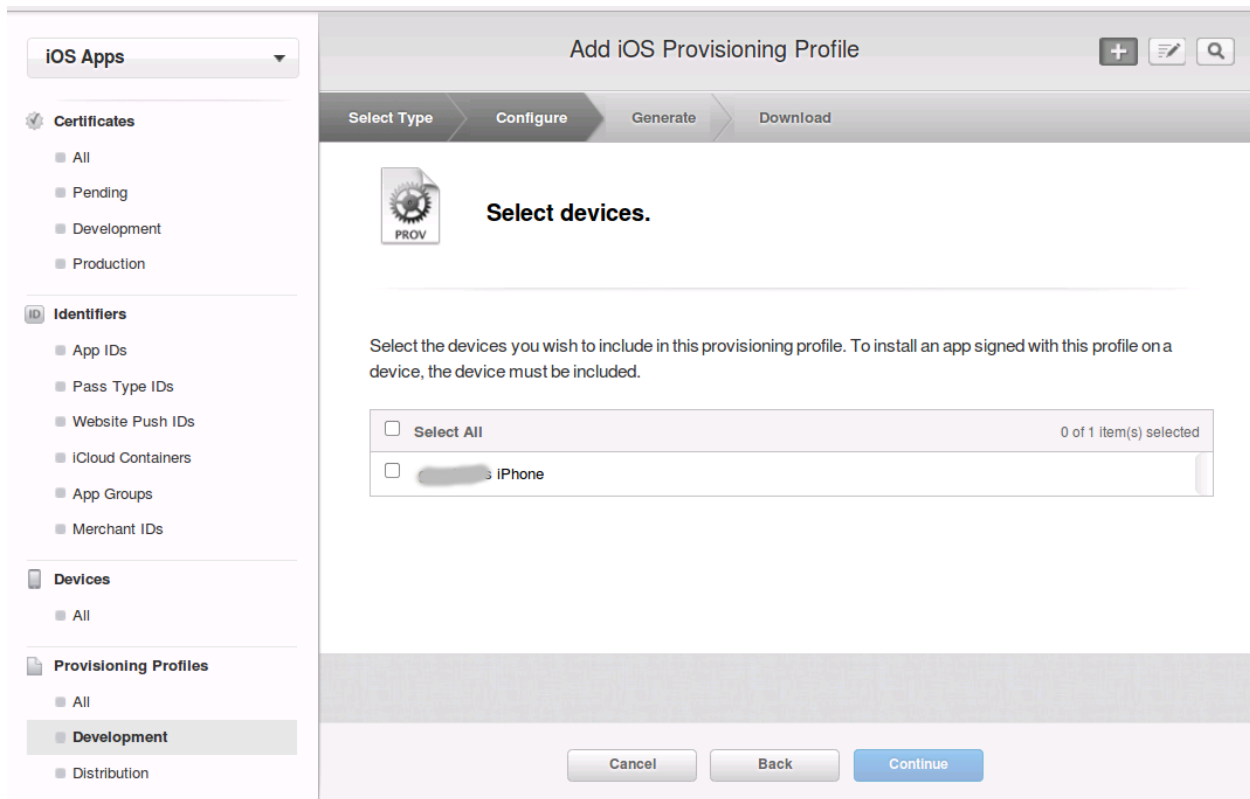 iOS Apps
Certificates
All
Pending
Development
Production
ID Identifiers
App IDs
Pass Type IDs
Website Push IDs
iCloud Containers
App Groups
Merchant IDs
Devices
All
Provisioning Profiles
All
Development
Distribution
Add iOS Provisioning Profile
Select Type Configure Generate Download
PROV
Select devices.
Select the devices you wish to include in this provisioning profile. To install an app signed with this profile on a
device, the device must be included.
Select All 0 of 1 item(s) selected
s iPhone
Cancel Back Continue